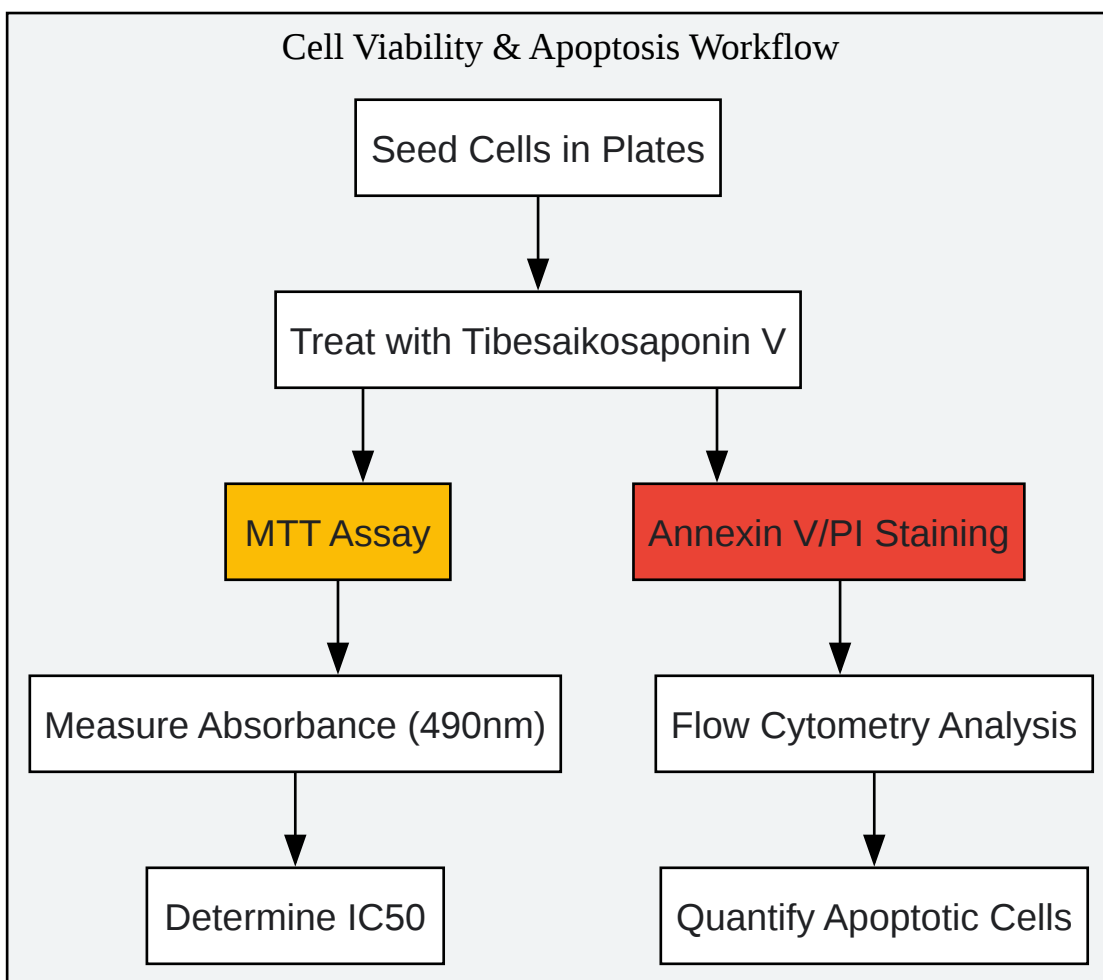 Cell Viability & Apoptosis Workflow
Seed Cells in Plates
Treat with Tibesaikosaponin V
MTT Assay
Annexin V/PI Staining
Measure Absorbance (490nm)
Flow Cytometry Analysis
Determine IC50
Quantify Apoptotic Cells